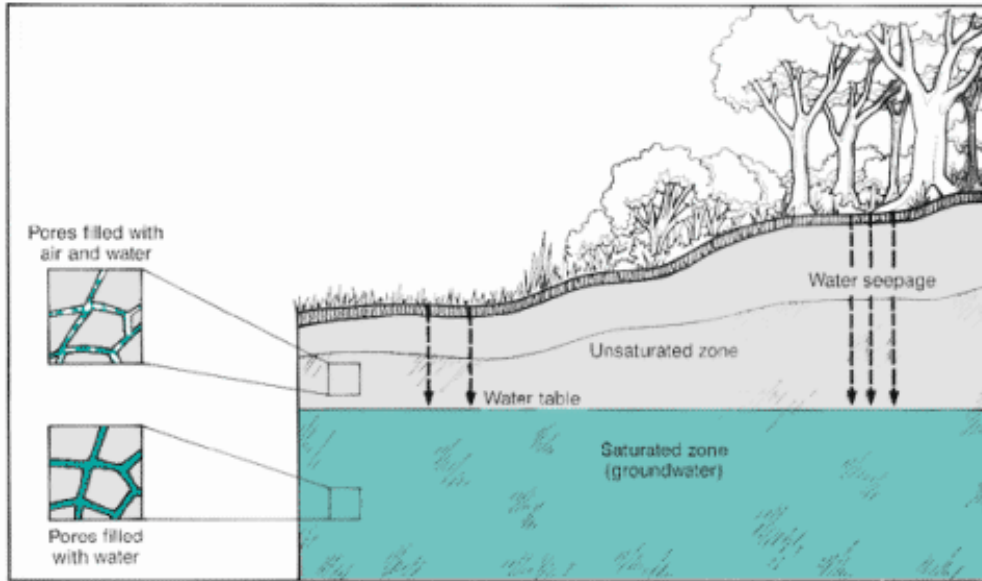 Pores filled with
air and water
Water seepage
Unsaturated zone
Water table
Saturated zone
(groundwater)
Pores filled
with water